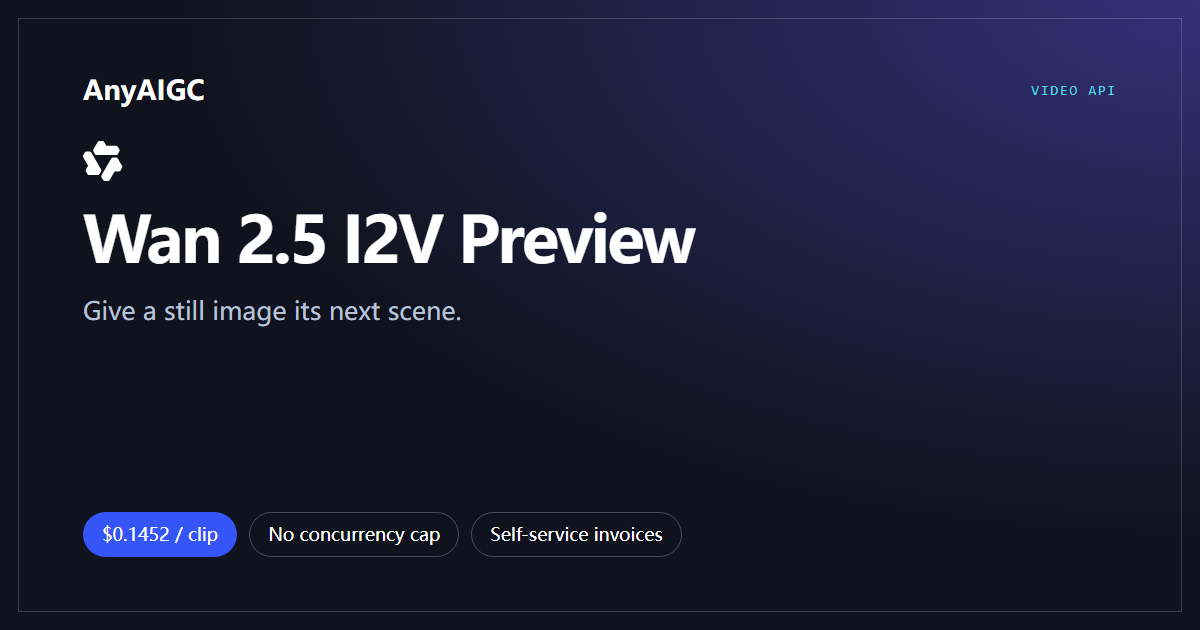 AnyAIGC
VIDEO API
Wan 2.5 I2V Preview
Give a still image its next scene.
$0.1452 / clip
No concurrency cap
Self-service invoices